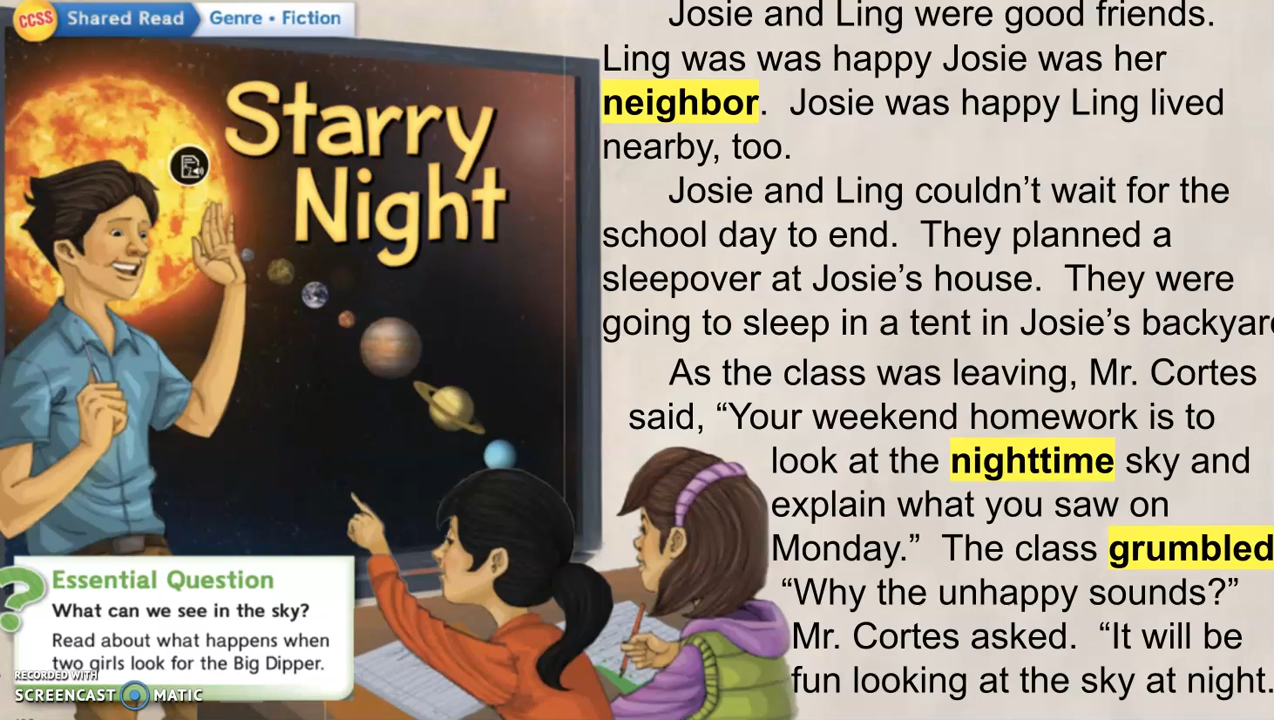 CCSS Shared Read Genre • Fiction
Starry
Night
Josie and Ling were good friends.
Ling was was happy Josie was her
neighbor. Josie was happy Ling lived
nearby, too.
Josie and Ling couldn’t wait for the
school day to end. They planned a
sleepover at Josie’s house. They were
going to sleep in a tent in Josie’s backyard
As the class was leaving, Mr. Cortes
said, “Your weekend homework is to
look at the nighttime sky and
explain what you saw on
Monday.” The class grumbled
“Why the unhappy sounds?”
Mr. Cortes asked. “It will be
fun looking at the sky at night.
? Essential Question
What can we see in the sky?
Read about what happens when
two girls look for the Big Dipper.
RECORDED WITH
SCREENCAST MATIC